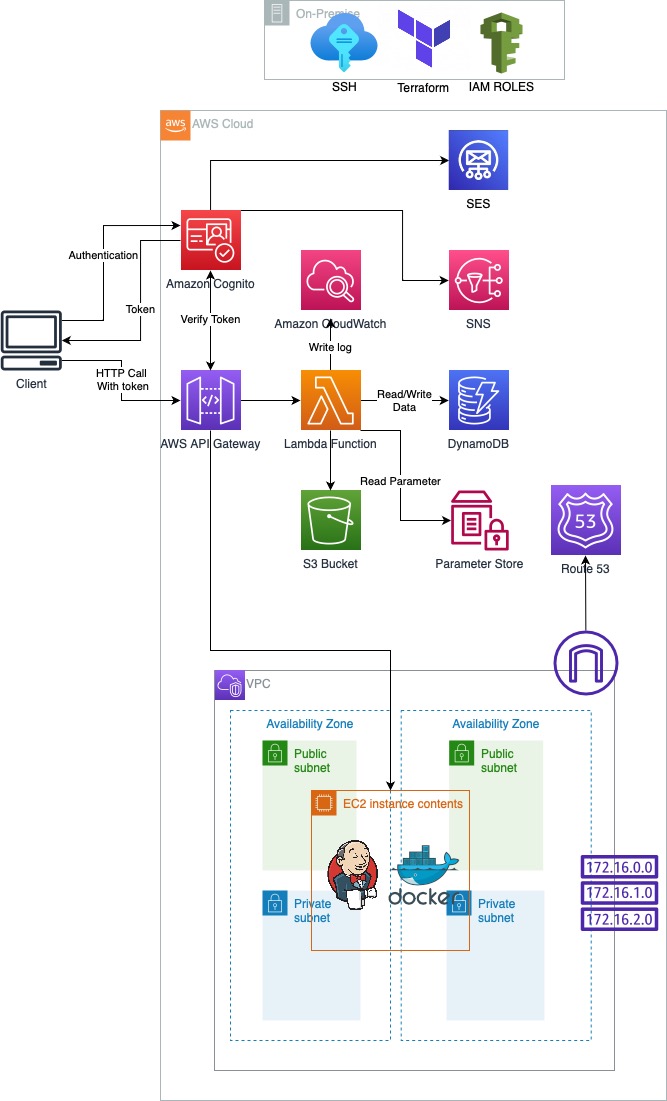 On-Premise
SSH
Terraform
IAM ROLES
aws
AWS Cloud
SES
Authentication
Amazon Cognito
Token
Verify Token
SNS
Amazon CloudWatch
Write log
Client
HTTP Call
With token
AWS API Gateway
Lambda Function
Read/Write
Data
DynamoDB
Read Parameter
S3 Bucket
Parameter Store
53
Route 53
VPC
Availability Zone
Availability Zone
Public
subnet
Public
subnet
EC2 instance contents
docker
Private
subnet
Private
subnet
172.16.0.0
172.16.1.0
172.16.2.0